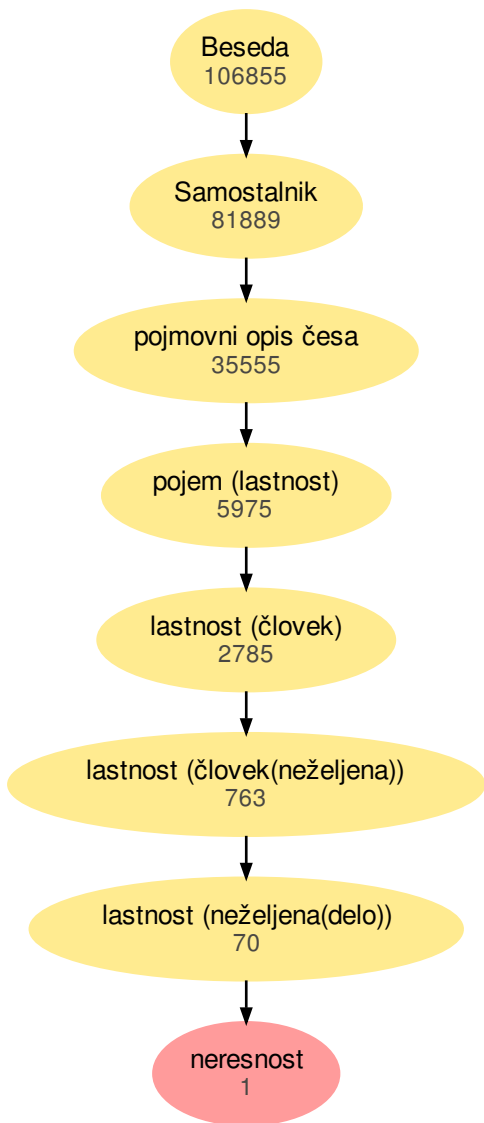 Beseda
106855
Samostalnik
81889
pojmovni opis česa
35555
pojem (lastnost)
5975
lastnost (človek)
2785
lastnost (človek(neželjena))
763
lastnost (neželjena(delo))
70
neresnost
1